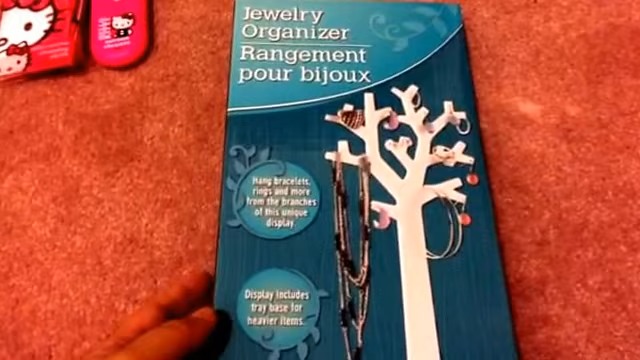 Jewelry
Organizer
Rangement
pour bijoux
Hang bracelets,
rings and more
from the branches
of this unique
display.
Display includes
tray base for
heavier items.